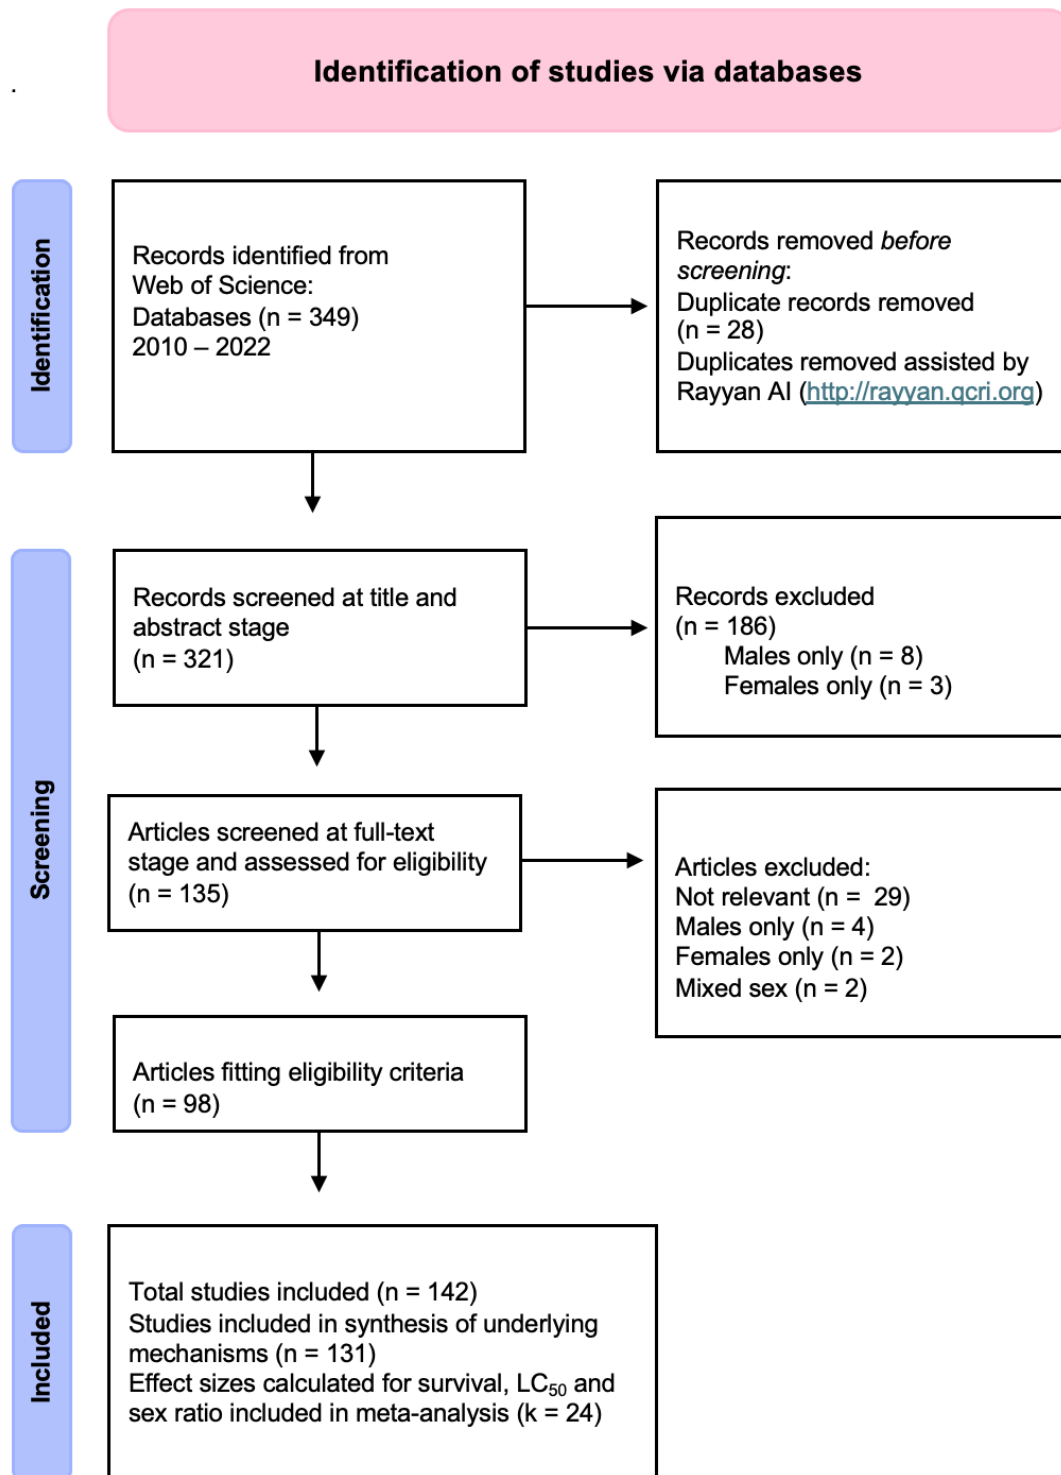 Identification of studies via databases
.
Identification
Records identified from
Web of Science:
Databases (n = 349)
2010 – 2022
Records removed before
screening:
Duplicate records removed
(n = 28)
Duplicates removed assisted by
Rayyan AI (http://rayyan.qcri.org)
Screening
Records screened at title and
abstract stage
(n = 321)
Records excluded
(n = 186)
Males only (n = 8)
Females only (n = 3)
Articles screened at full-text
stage and assessed for eligibility
(n = 135)
Articles excluded:
Not relevant (n =  29)
Males only (n = 4)
Females only (n = 2)
Mixed sex (n = 2)
Articles fitting eligibility criteria
(n = 98)
Included
Total studies included (n = 142)
Studies included in synthesis of underlying
mechanisms (n = 131)
Effect sizes calculated for survival, LC₅₀ and
sex ratio included in meta-analysis (k = 24)